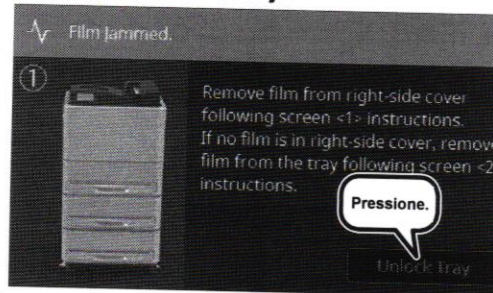 Film Jammed.
①
Remove film from right-side cover
following screen <1> instructions.
If no film is in right-side cover, remove
film from the tray following screen <2
instructions.
Pressione.
Unlock Tray